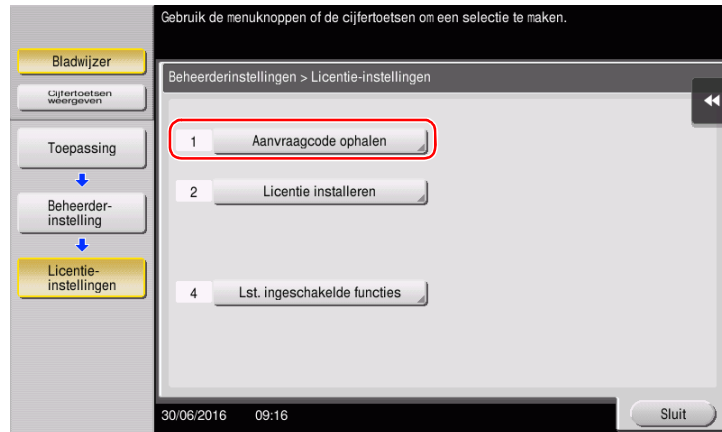 Gebruik de menuknoppen of de cijfertoetsen om een selectie te maken.
Bladwijzer
Cijfertoetsen
weergeven
Toepassing
Beheerder-
instelling
Licentie-
instellingen
Beheerderinstellingen > Licentie-instellingen
1 Aanvraagcode ophalen
2 Licentie installeren
4 Lst. ingeschakelde functies
30/06/2016 09:16
Sluit